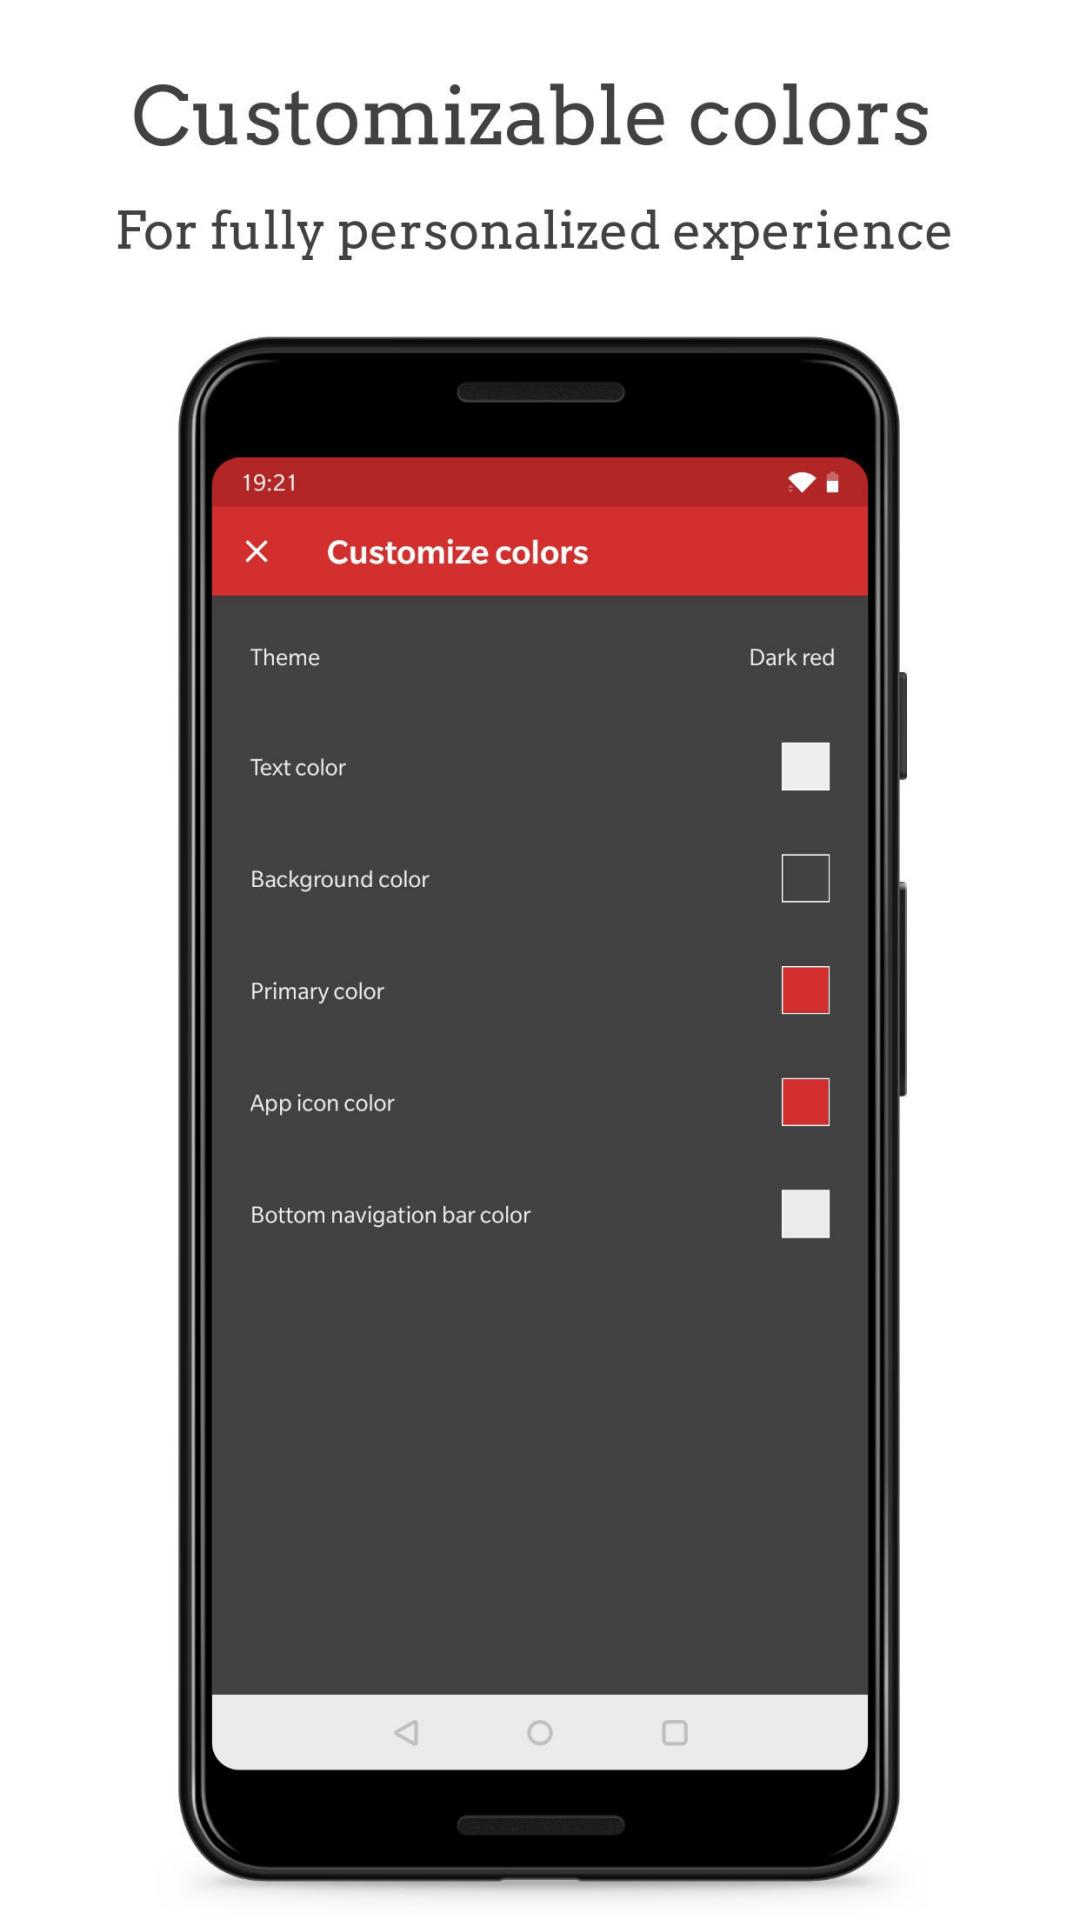 Customizable colors
For fully personalized experience
19:21
Customize colors
Theme Dark red
Text color
Background color
Primary color
App icon color
Bottom navigation bar color